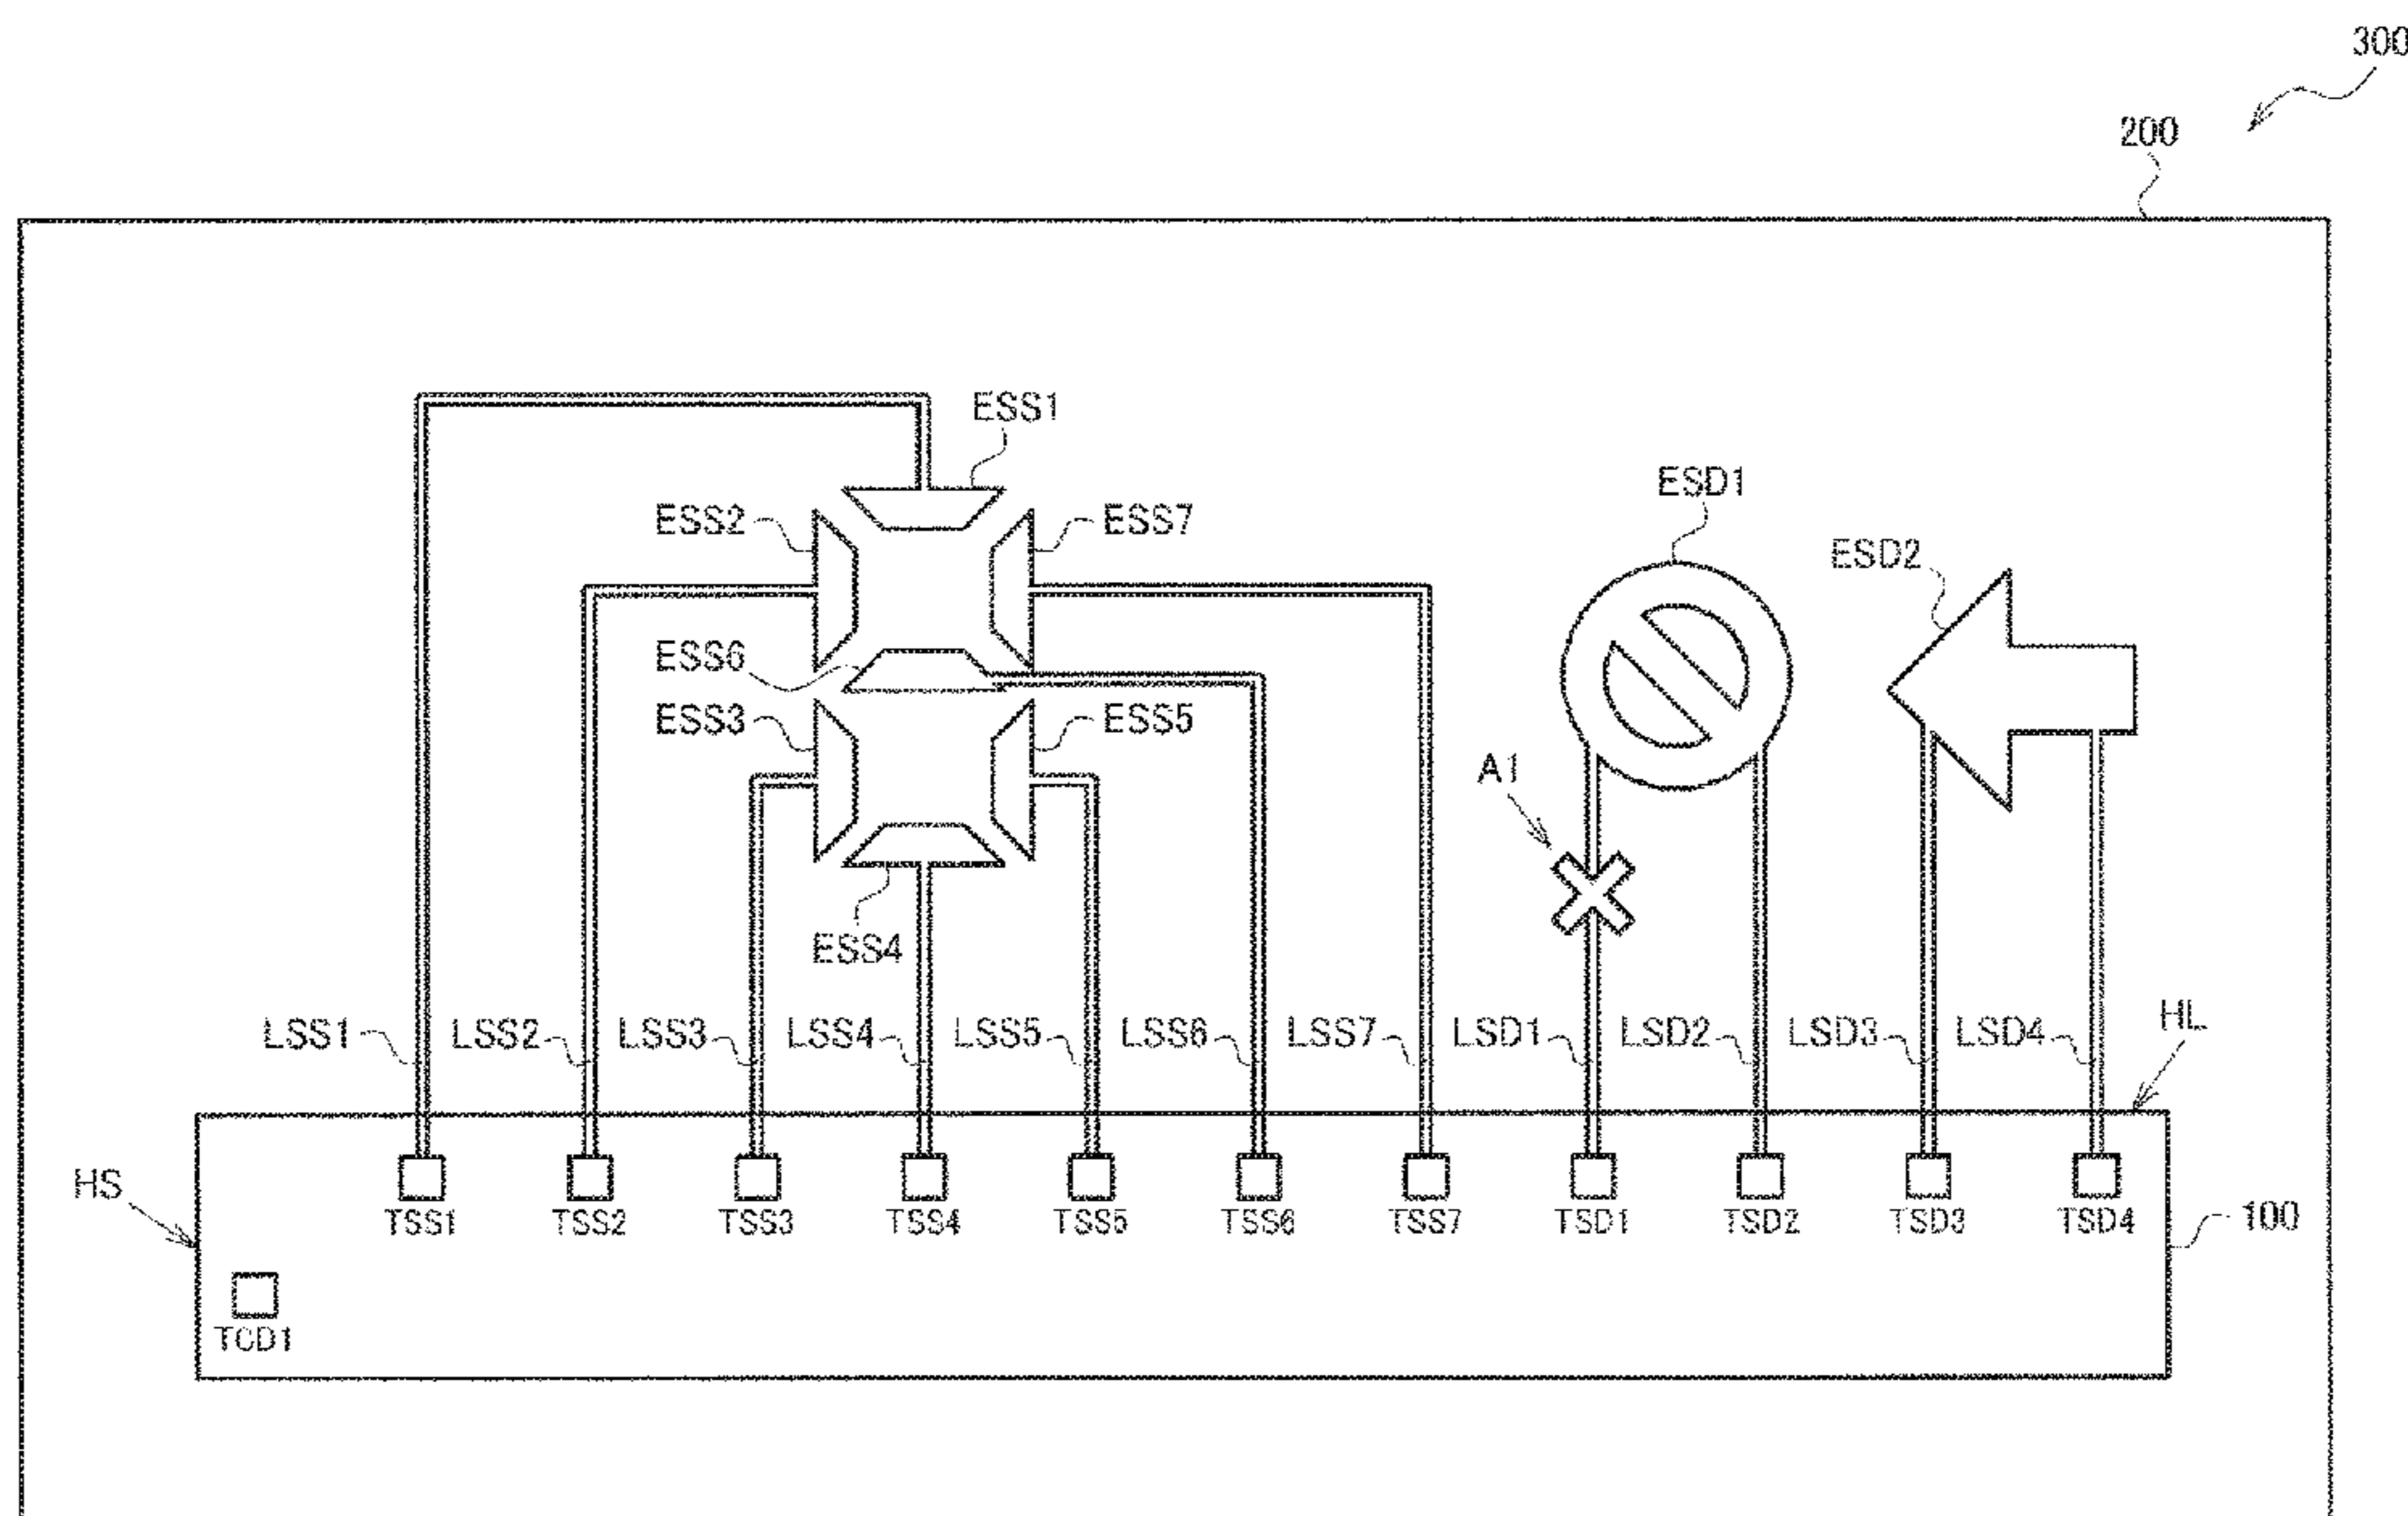 300
200
ESS1
ESD1
ESS2
ESS7
ESD2
ESS6
ESS3
ESS5
A1
ESS4
LSS1
LSS2
LSS3
LSS4
LSS5
LSS6
LSS7
LSD1
LSD2
LSD3
LSD4
HL
HS
TSS1
TSS2
TSS3
TSS4
TSS5
TSS6
TSS7
TSD1
TSD2
TSD3
TSD4
100
TCD1